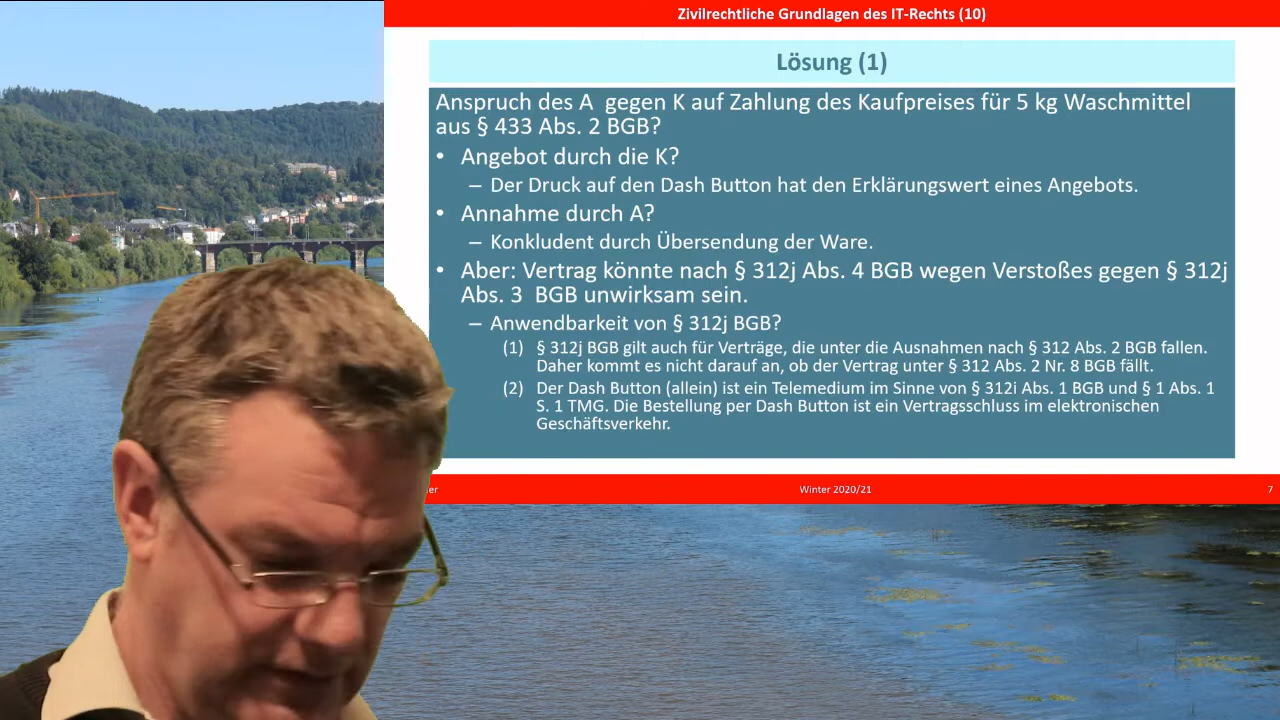 Zivilrechtliche Grundlagen des IT-Rechts (10)
Lösung (1)
Anspruch des A gegen K auf Zahlung des Kaufpreises für 5 kg Waschmittel
aus § 433 Abs. 2 BGB?
• Angebot durch die K?
– Der Druck auf den Dash Button hat den Erklärungswert eines Angebots.
• Annahme durch A?
– Konkludent durch Übersendung der Ware.
• Aber: Vertrag könnte nach § 312j Abs. 4 BGB wegen Verstoßes gegen § 312j
Abs. 3 BGB unwirksam sein.
– Anwendbarkeit von § 312j BGB?
(1) § 312j BGB gilt auch für Verträge, die unter die Ausnahmen nach § 312 Abs. 2 BGB fallen.
Daher kommt es nicht darauf an, ob der Vertrag unter § 312 Abs. 2 Nr. 8 BGB fällt.
(2) Der Dash Button (allein) ist ein Telemedium im Sinne von § 312i Abs. 1 BGB und § 1 Abs. 1
S. 1 TMG. Die Bestellung per Dash Button ist ein Vertragsschluss im elektronischen
Geschäftsverkehr.
Winter 2020/21
7